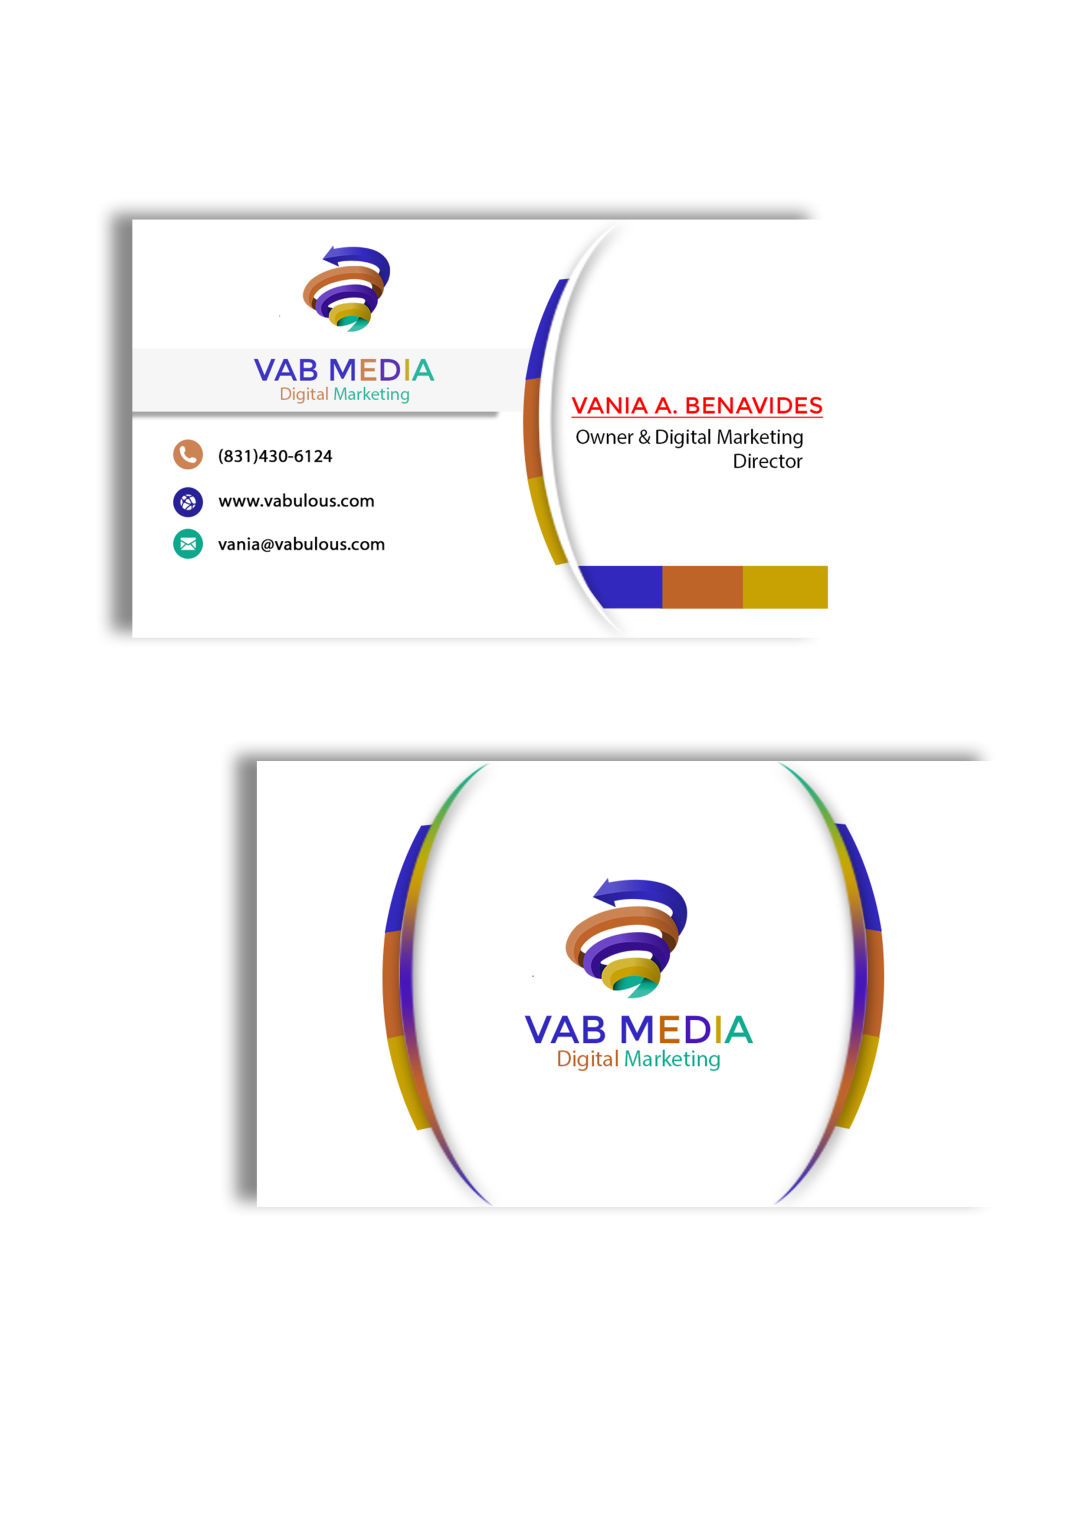 VAB MEDIA
Digital Marketing
(831)430-6124
www.vabulous.com
vania@vabulous.com
VANIA A. BENAVIDES
Owner & Digital Marketing
Director
VAB MEDIA
Digital Marketing